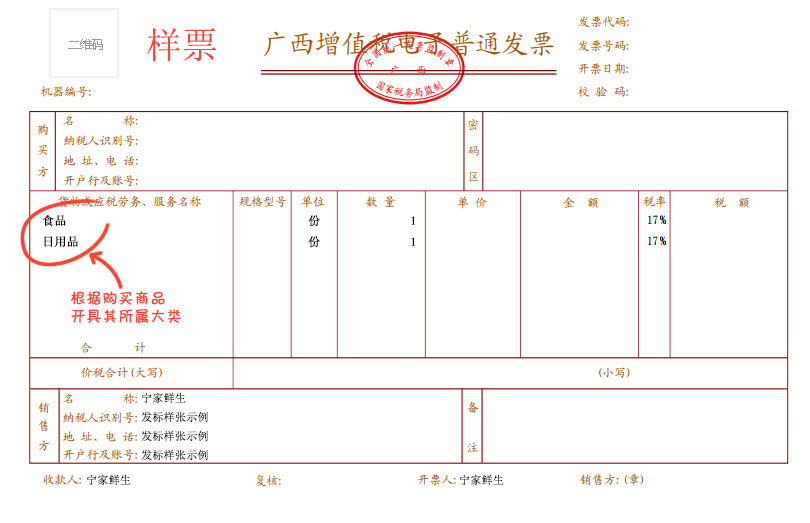 二维码
样票
广西增值税电子普通发票
全国统一发票监制章
广 西
国家税务局监制
发票代码:
发票号码:
开票日期:
校 验 码:
机器编号:
购买方
名 称:
纳税人识别号:
地 址、电 话:
开户行及账号:
密码区
货物或应税劳务、服务名称 规格型号 单位 数 量 单 价 金 额 税率 税 额
食品 份 1 17%
日用品 份 1 17%
根据购买商品
开具其所属大类
合 计
价税合计(大写) (小写)
销售方
名 称: 宁家鲜生
纳税人识别号: 发标样张示例
地 址、电 话: 发标样张示例
开户行及账号: 发标样张示例
备注
收款人: 宁家鲜生 复核: 开票人: 宁家鲜生 销售方: (章)